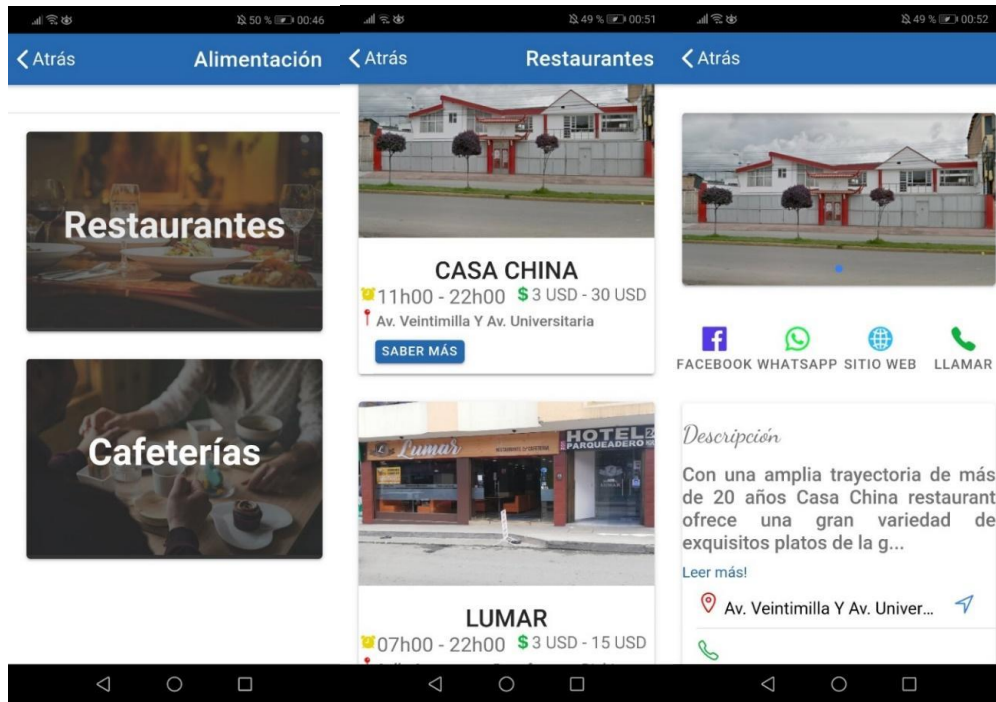 50 % 00:46
Atrás
Alimentación
Restaurantes
Cafeterías
49 % 00:51
Atrás
Restaurantes
CASA CHINA
11h00 - 22h00 $ 3 USD - 30 USD
Av. Veintimilla Y Av. Universitaria
SABER MÁS
Lumar
HOTEL
PARQUEADERO
LUMAR
07h00 - 22h00 $ 3 USD - 15 USD
49 % 00:52
Atrás
FACEBOOK WHATSAPP SITIO WEB LLAMAR
Descripción
Con una amplia trayectoria de más
de 20 años Casa China restaurant
ofrece una gran variedad de
exquisitos platos de la g...
Leer más!
Av. Veintimilla Y Av. Univer...